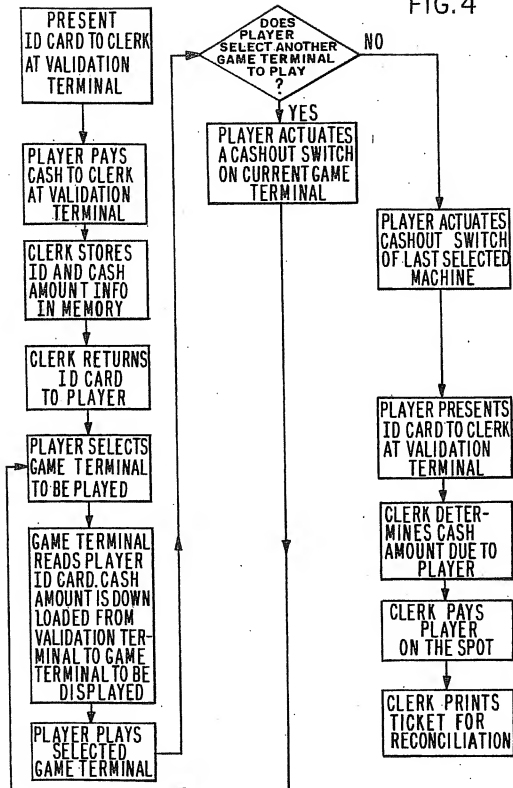 FIG. 4
PRESENT
ID CARD TO CLERK
AT VALIDATION
TERMINAL
PLAYER PAYS
CASH TO CLERK
AT VALIDATION
TERMINAL
CLERK STORES
ID AND CASH
AMOUNT INFO
IN MEMORY
CLERK RETURNS
ID CARD
TO PLAYER
PLAYER SELECTS
GAME TERMINAL
TO BE PLAYED
GAME TERMINAL
READS PLAYER
ID CARD. CASH
AMOUNT IS DOWN
LOADED FROM
VALIDATION TER-
MINAL TO GAME
TERMINAL TO BE
DISPLAYED
PLAYER PLAYS
SELECTED
GAME TERMINAL
DOES
PLAYER
SELECT ANOTHER
GAME TERMINAL
TO PLAY
?
YES
NO
PLAYER ACTUATES
A CASHOUT SWITCH
ON CURRENT GAME
TERMINAL
PLAYER ACTUATES
CASHOUT SWITCH
OF LAST SELECTED
MACHINE
PLAYER PRESENTS
ID CARD TO CLERK
AT VALIDATION
TERMINAL
CLERK DETER-
MINES CASH
AMOUNT DUE TO
PLAYER
CLERK PAYS
PLAYER
ON THE SPOT
CLERK PRINTS
TICKET FOR
RECONCILIATION